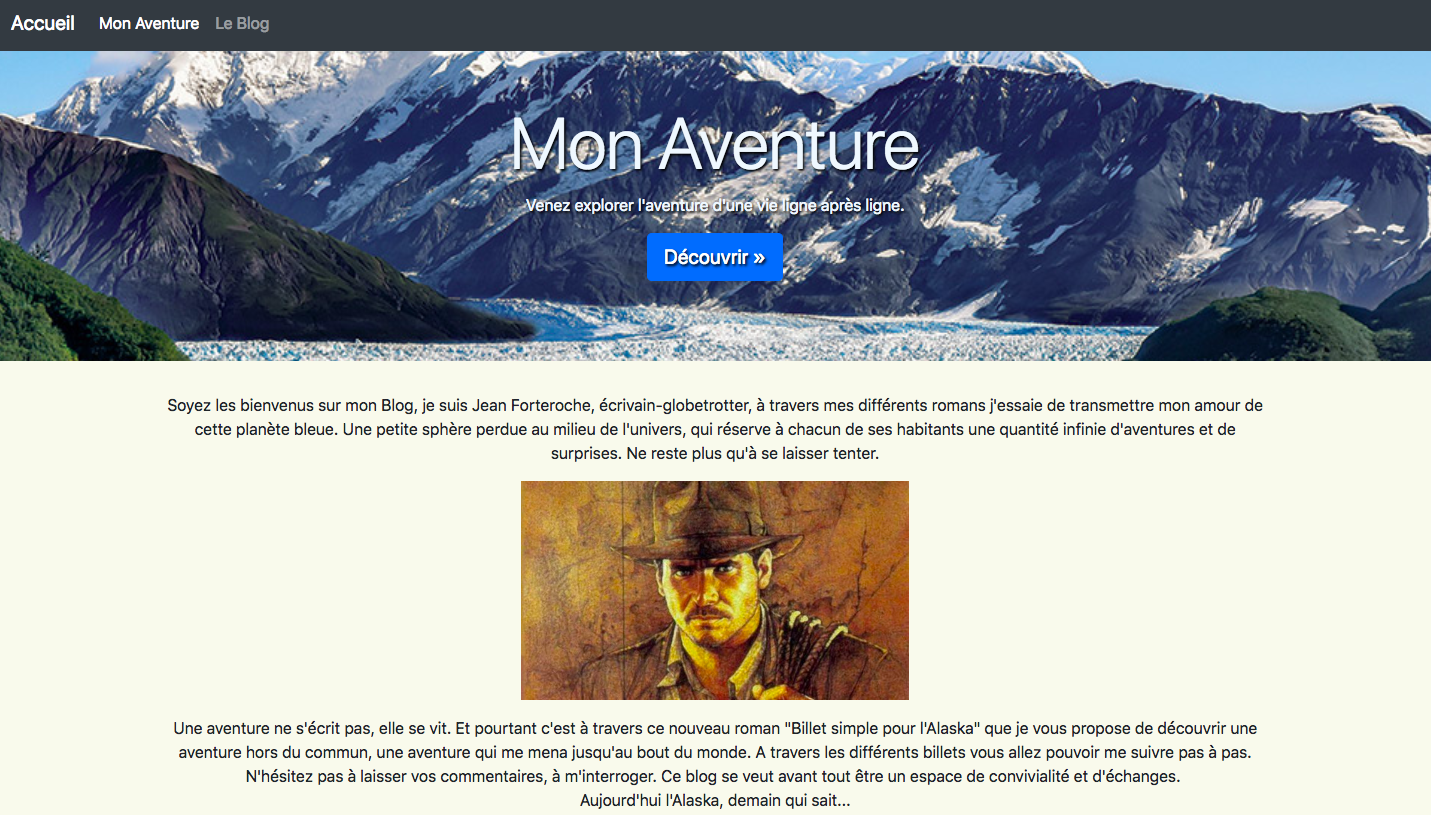 Accueil Mon Aventure Le Blog
Mon Aventure
Venez explorer l'aventure d'une vie ligne après ligne.
Découvrir »
Soyez les bienvenus sur mon Blog, je suis Jean Forteroche, écrivain-globetrotter, à travers mes différents romans j'essaie de transmettre mon amour de
cette planète bleue. Une petite sphère perdue au milieu de l'univers, qui réserve à chacun de ses habitants une quantité infinie d'aventures et de
surprises. Ne reste plus qu'à se laisser tenter.
Une aventure ne s'écrit pas, elle se vit. Et pourtant c'est à travers ce nouveau roman "Billet simple pour l'Alaska" que je vous propose de découvrir une
aventure hors du commun, une aventure qui me mena jusqu'au bout du monde. A travers les différents billets vous allez pouvoir me suivre pas à pas.
N'hésitez pas à laisser vos commentaires, à m'interroger. Ce blog se veut avant tout être un espace de convivialité et d'échanges.
Aujourd'hui l'Alaska, demain qui sait...